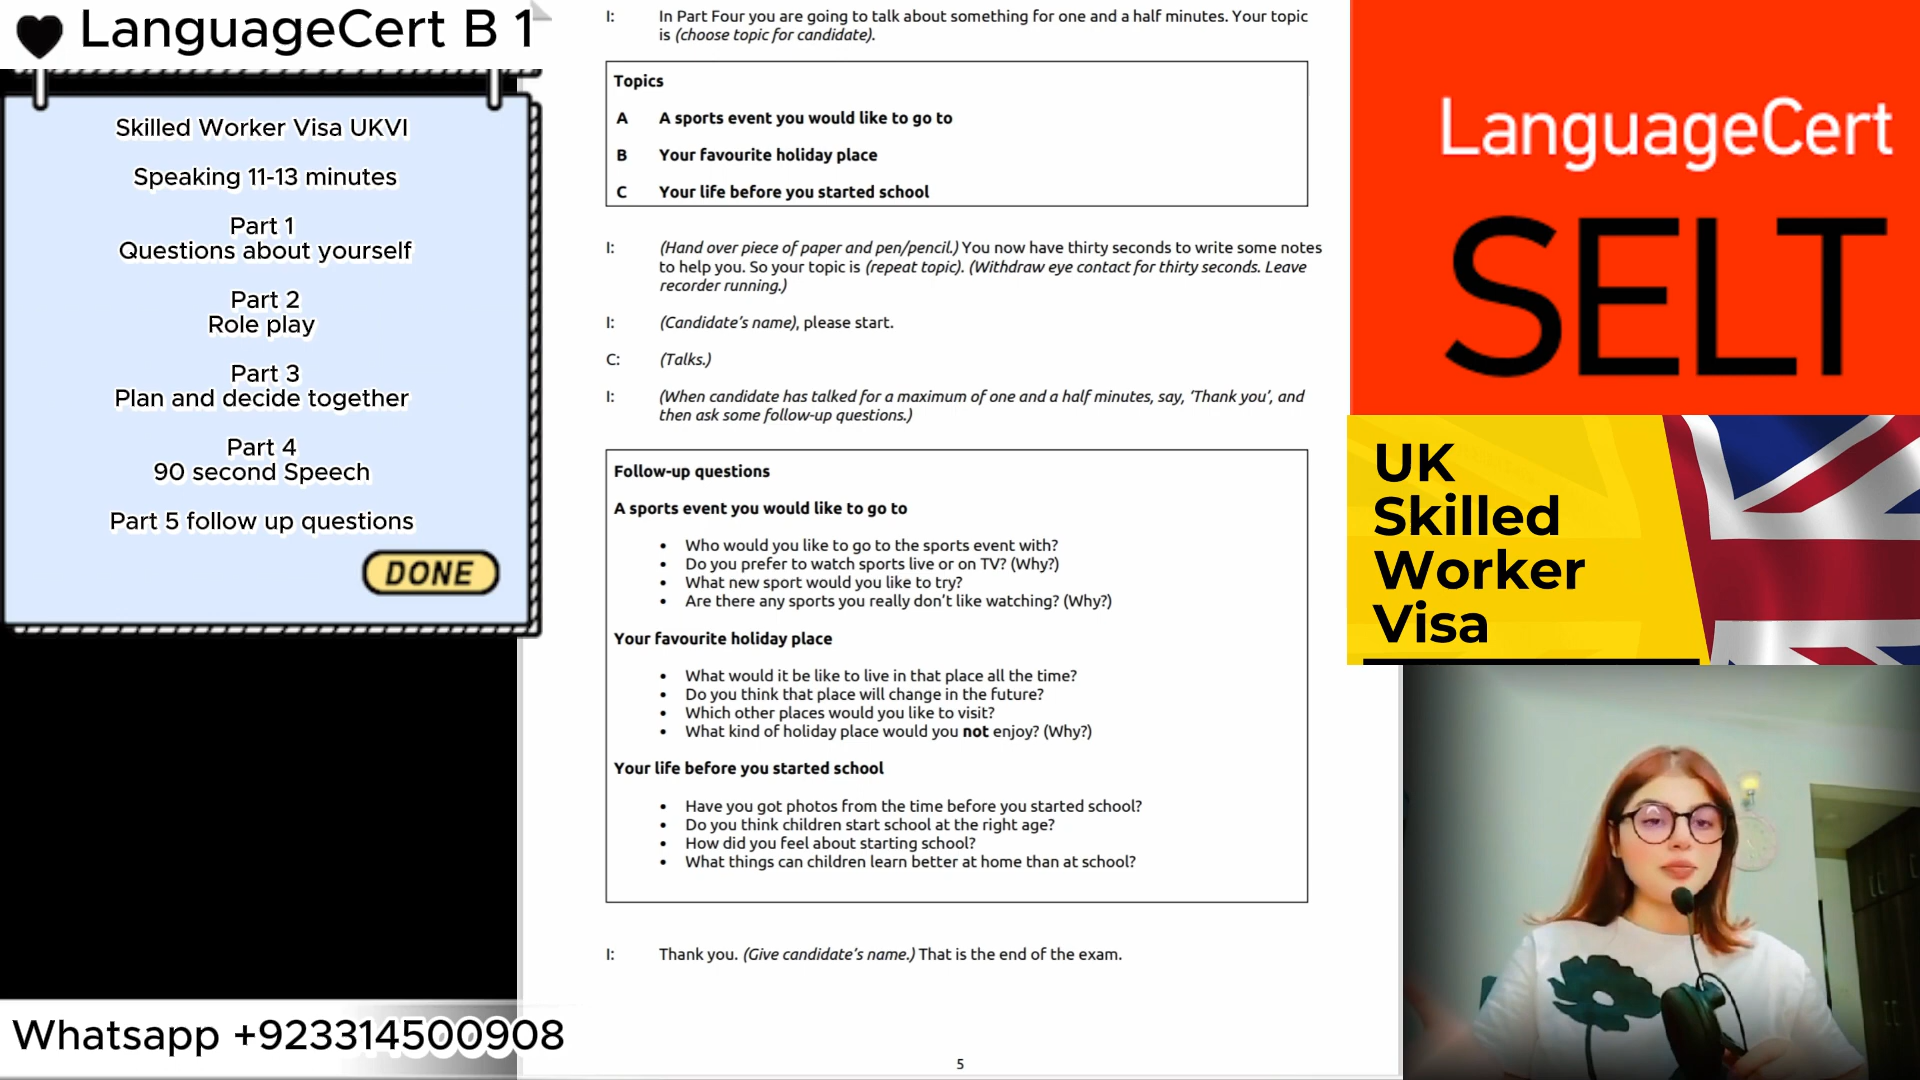 LanguageCert B 1
Skilled Worker Visa UKVI
Speaking 11-13 minutes
Part 1
Questions about yourself
Part 2
Role play
Part 3
Plan and decide together
Part 4
90 second Speech
Part 5 follow up questions
DONE
Whatsapp +923314500908
I: In Part Four you are going to talk about something for one and a half minutes. Your topic
is (choose topic for candidate).
Topics
A A sports event you would like to go to
B Your favourite holiday place
C Your life before you started school
I: (Hand over piece of paper and pen/pencil.) You now have thirty seconds to write some notes
to help you. So your topic is (repeat topic). (Withdraw eye contact for thirty seconds. Leave
recorder running.)
I: (Candidate's name), please start.
C: (Talks.)
I: (When candidate has talked for a maximum of one and a half minutes, say, 'Thank you', and
then ask some follow-up questions.)
Follow-up questions
A sports event you would like to go to
• Who would you like to go to the sports event with?
• Do you prefer to watch sports live or on TV? (Why?)
• What new sport would you like to try?
• Are there any sports you really don't like watching? (Why?)
Your favourite holiday place
• What would it be like to live in that place all the time?
• Do you think that place will change in the future?
• Which other places would you like to visit?
• What kind of holiday place would you not enjoy? (Why?)
Your life before you started school
• Have you got photos from the time before you started school?
• Do you think children start school at the right age?
• How did you feel about starting school?
• What things can children learn better at home than at school?
I: Thank you. (Give candidate's name.) That is the end of the exam.
5
LanguageCert
SELT
UK
Skilled
Worker
Visa